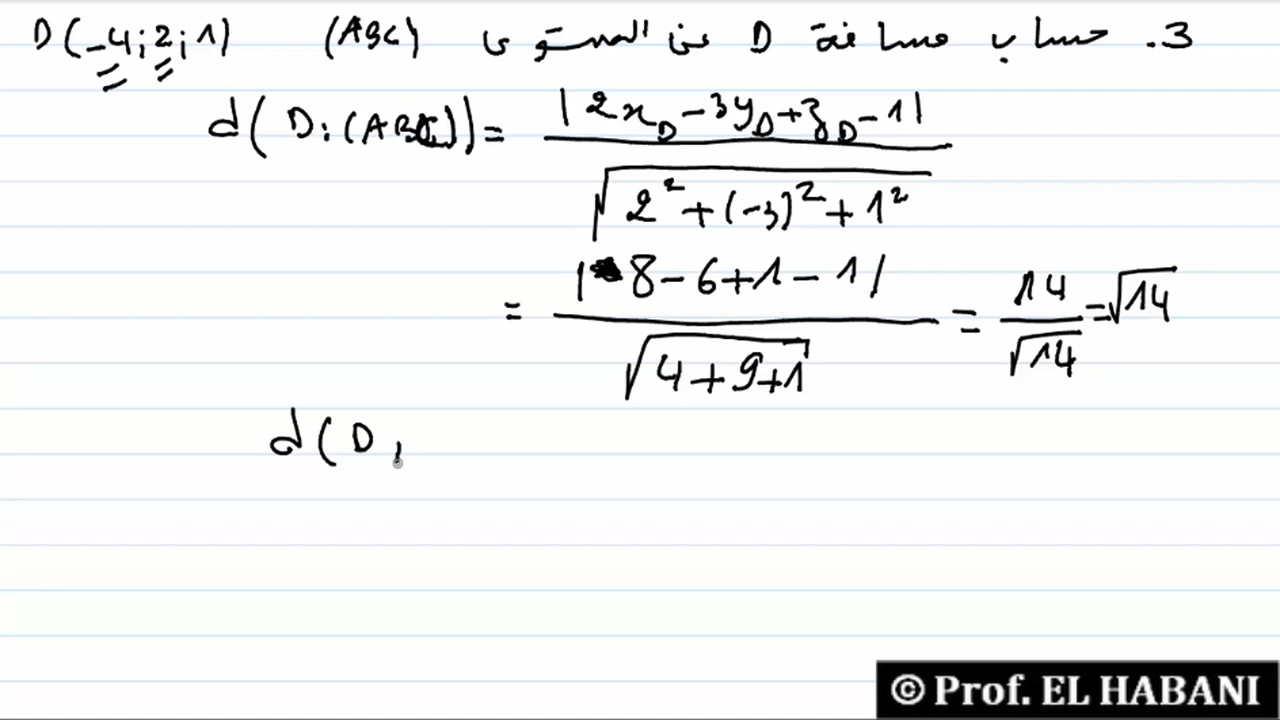 3. حساب مسافة D عن المستوى (ABC) D(-4;2;1)
d(D;(ABC)) = |2x_D - 3y_D + z_D - 1| / √(2² + (-3)² + 1²)
= |-8 - 6 + 1 - 1| / √(4 + 9 + 1) = 14/√14 = √14
d(D;
© Prof. EL HABANI